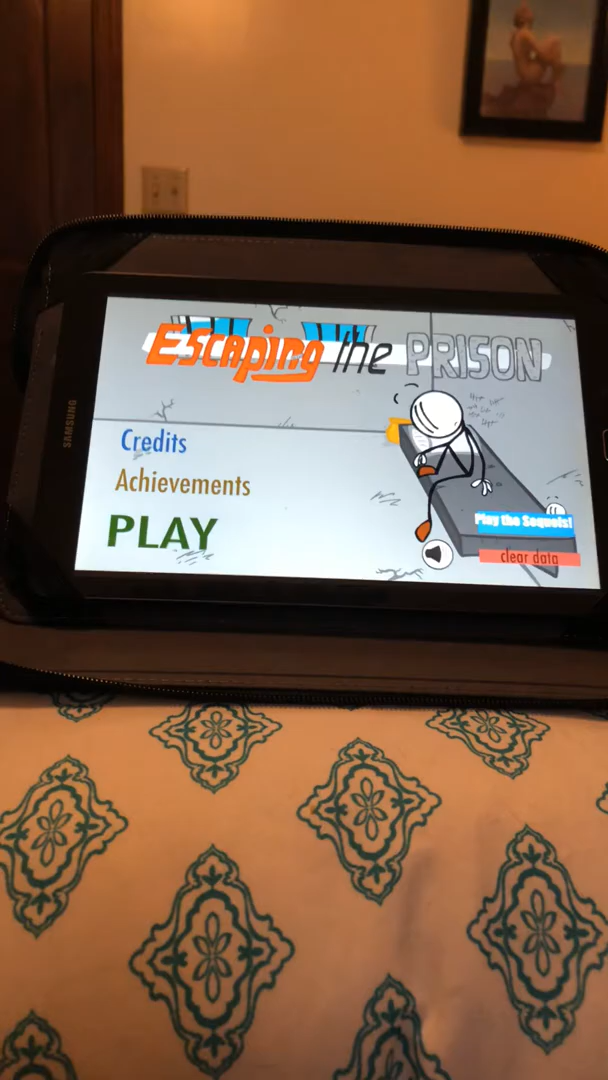 Escaping the PRISON
SAMSUNG
Credits
Achievements
PLAY
Play the Sequels!
clear data